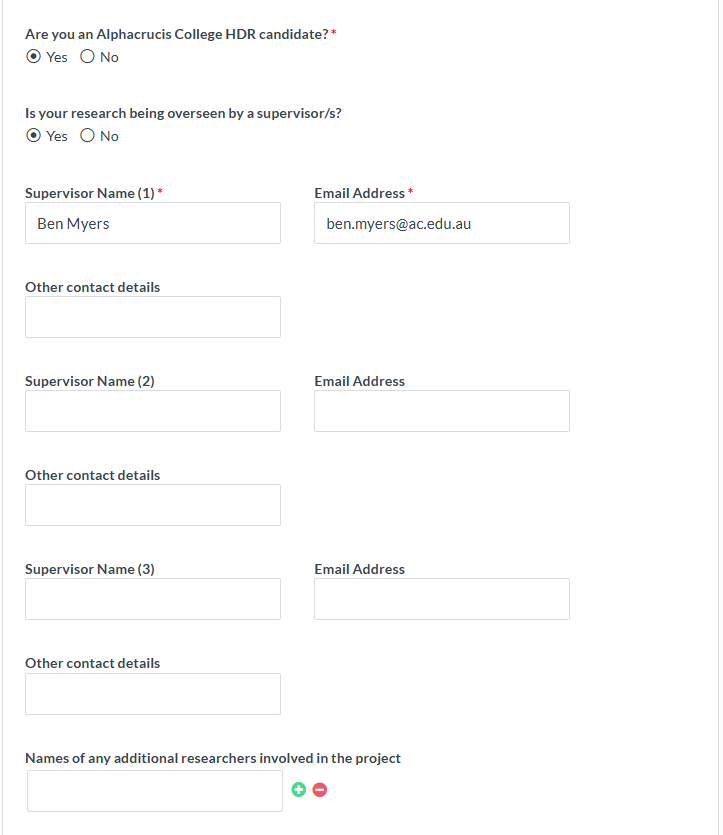 Are you an Alphacrucis College HDR candidate? *
Yes No
Is your research being overseen by a supervisor/s?
Yes No
Supervisor Name (1) * Email Address *
Ben Myers ben.myers@ac.edu.au
Other contact details
Supervisor Name (2) Email Address
Other contact details
Supervisor Name (3) Email Address
Other contact details
Names of any additional researchers involved in the project